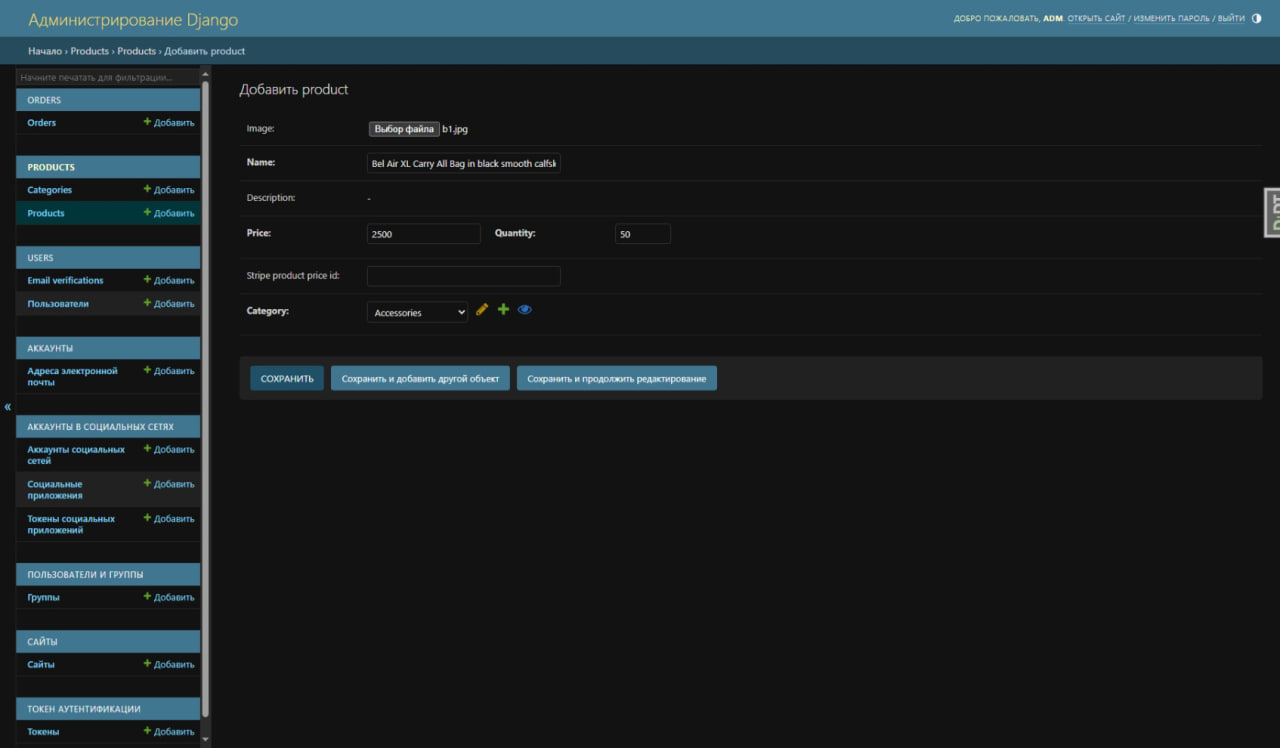 Администрирование Django
ДОБРО ПОЖАЛОВАТЬ, ADM. ОТКРЫТЬ САЙТ / ИЗМЕНИТЬ ПАРОЛЬ / ВЫЙТИ
Начало › Products › Products › Добавить product
Начните печатать для фильтрации...
ORDERS
Orders Добавить
PRODUCTS
Categories Добавить
Products Добавить
USERS
Email verifications Добавить
Пользователи Добавить
АККАУНТЫ
Адреса электронной Добавить
почты
АККАУНТЫ В СОЦИАЛЬНЫХ СЕТЯХ
Аккаунты социальных Добавить
сетей
Социальные Добавить
приложения
Токены социальных Добавить
приложений
ПОЛЬЗОВАТЕЛИ И ГРУППЫ
Группы Добавить
САЙТЫ
Сайты Добавить
ТОКЕН АУТЕНТИФИКАЦИИ
Токены Добавить
«
Добавить product
Image: Выбор файла b1.jpg
Name: Bel Air XL Carry All Bag in black smooth calfsk
Description: -
Price: 2500 Quantity: 50
Stripe product price id:
Category: Accessories
СОХРАНИТЬ Сохранить и добавить другой объект Сохранить и продолжить редактирование